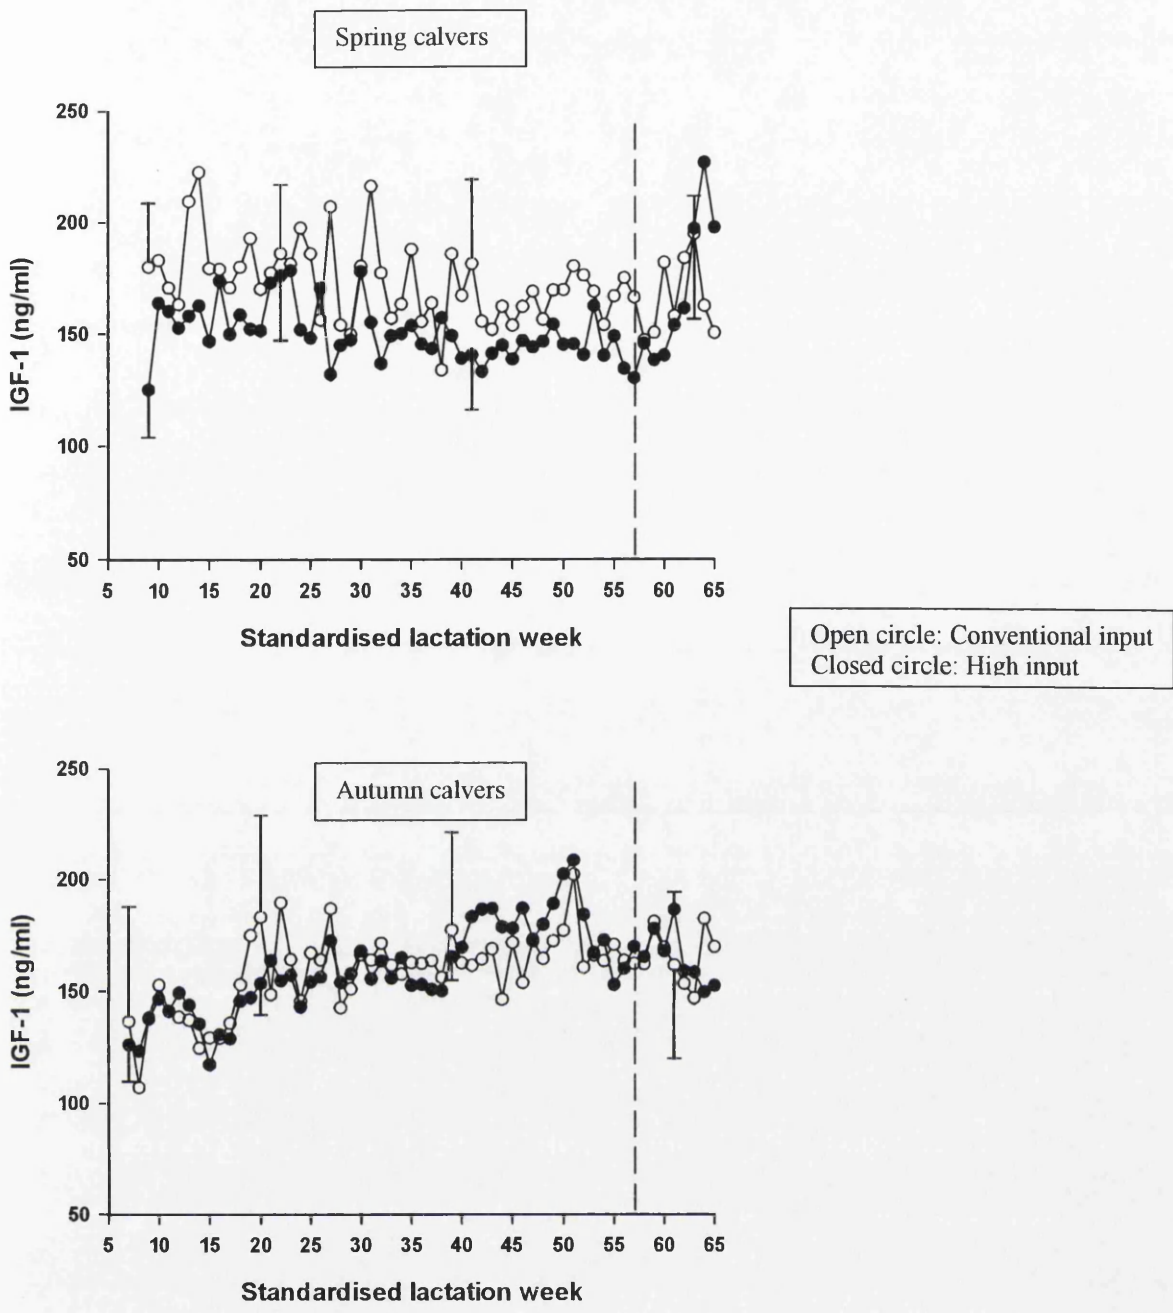 Spring calvers
250
200
150
100
50
IGF-1 (ng/ml)
5 10 15 20 25 30 35 40 45 50 55 60 65
Standardised lactation week
Open circle: Conventional input
Closed circle: High input
Autumn calvers
250
200
150
100
50
IGF-1 (ng/ml)
5 10 15 20 25 30 35 40 45 50 55 60 65
Standardised lactation week